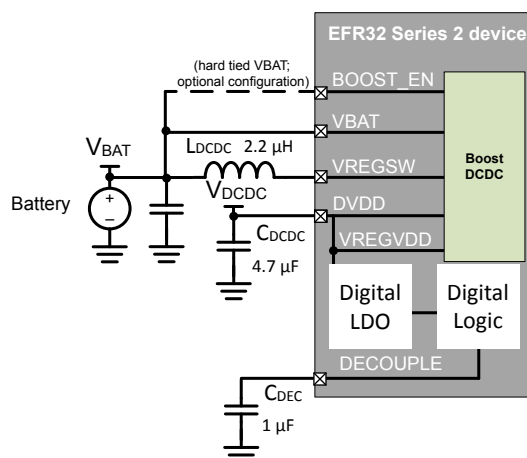 EFR32 Series 2 device
(hard tied VBAT;
optional configuration)
BOOST_EN
VBAT
VBAT
LDCDC 2.2 µH
VREGSW
Boost
DCDC
Battery
+
–
VDCDC
DVDD
CDCDC
4.7 µF
VREGVDD
Digital
LDO
Digital
Logic
DECOUPLE
CDEC
1 µF